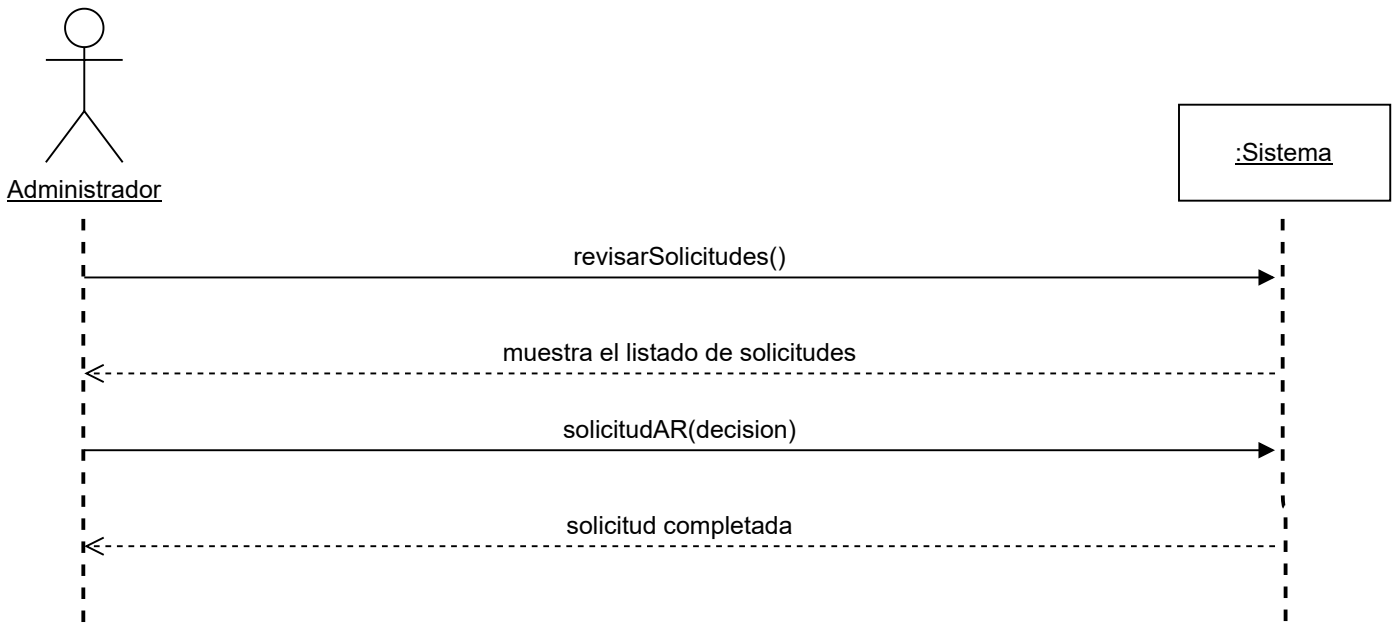 :Sistema
Administrador
revisarSolicitudes()
muestra el listado de solicitudes
solicitudAR(decision)
solicitud completada